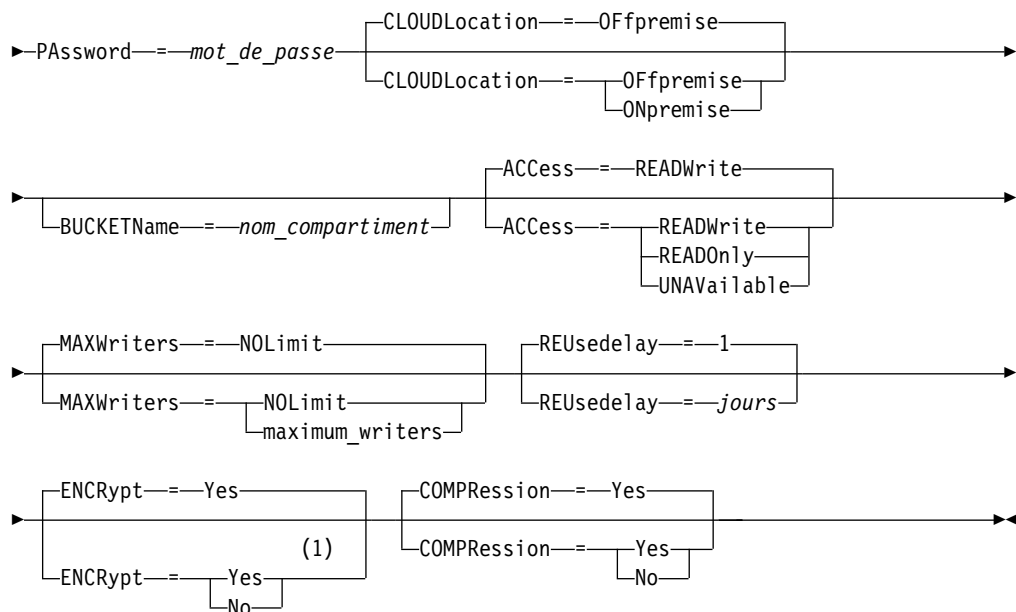 CLOUDLocation = OFfpremise
PAssword = mot_de_passe
CLOUDLocation = OFfpremise
ONpremise
ACCess = READWrite
BUCKETName = nom_compartiment
ACCess = READWrite
READOnly
UNAVailable
MAXWriters = NOLimit
REUsedelay = 1
MAXWriters = NOLimit
maximum_writers
REUsedelay = jours
ENCRypt = Yes
COMPRession = Yes
(1)
ENCRypt = Yes
No
COMPRession = Yes
No